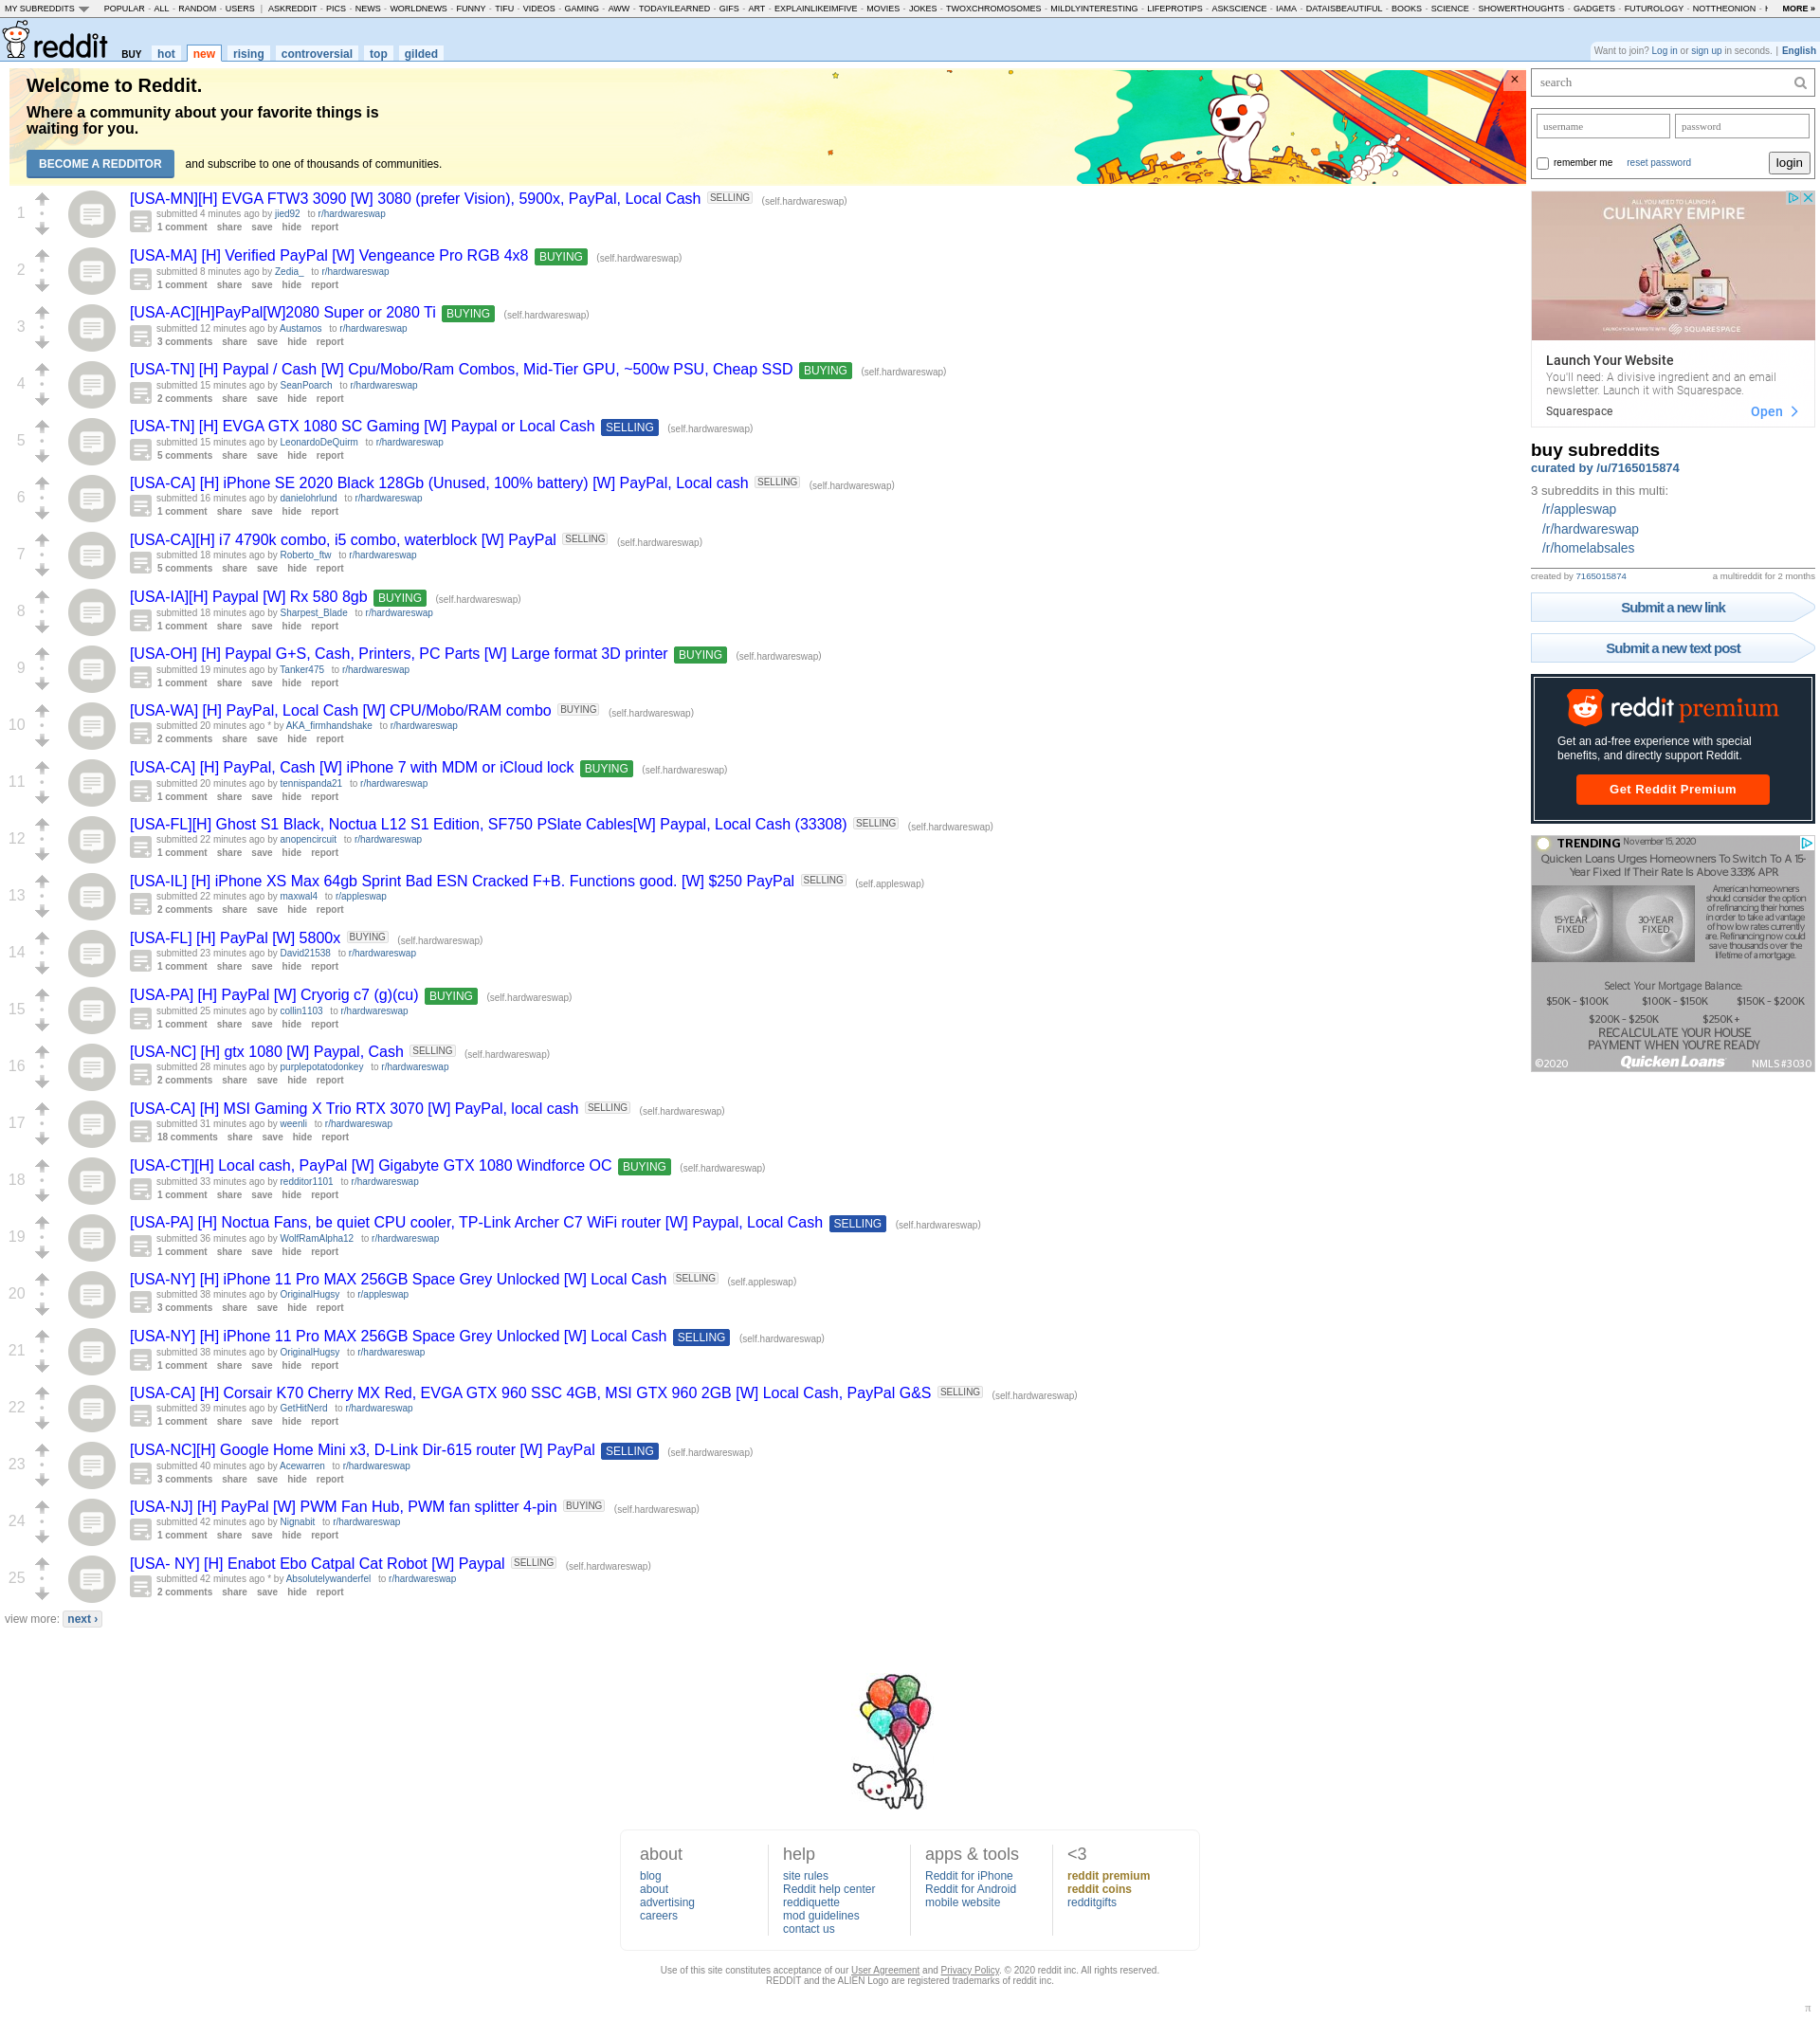 MY SUBREDDITS POPULAR - ALL - RANDOM - USERS | ASKREDDIT - PICS - NEWS - WORLDNEWS - FUNNY - TIFU - VIDEOS - GAMING - AWW - TODAYILEARNED - GIFS - ART - EXPLAINLIKEIMFIVE - MOVIES - JOKES - TWOXCHROMOSOMES - MILDLYINTERESTING - LIFEPROTIPS - ASKSCIENCE - IAMA - DATAISBEAUTIFUL - BOOKS - SCIENCE - SHOWERTHOUGHTS - GADGETS - FUTUROLOGY - NOTTHEONION - MORE »
reddit BUY hot new rising controversial top gilded
Want to join? Log in or sign up in seconds. | English
Welcome to Reddit.
Where a community about your favorite things is
waiting for you.
BECOME A REDDITOR and subscribe to one of thousands of communities.
×
1
[USA-MN][H] EVGA FTW3 3090 [W] 3080 (prefer Vision), 5900x, PayPal, Local Cash SELLING (self.hardwareswap)
submitted 4 minutes ago by jied92 to r/hardwareswap
1 comment share save hide report
2
[USA-MA] [H] Verified PayPal [W] Vengeance Pro RGB 4x8 BUYING (self.hardwareswap)
submitted 8 minutes ago by Zedia_ to r/hardwareswap
1 comment share save hide report
3
[USA-AC][H]PayPal[W]2080 Super or 2080 Ti BUYING (self.hardwareswap)
submitted 12 minutes ago by Austamos to r/hardwareswap
3 comments share save hide report
4
[USA-TN] [H] Paypal / Cash [W] Cpu/Mobo/Ram Combos, Mid-Tier GPU, ~500w PSU, Cheap SSD BUYING (self.hardwareswap)
submitted 15 minutes ago by SeanPoarch to r/hardwareswap
2 comments share save hide report
5
[USA-TN] [H] EVGA GTX 1080 SC Gaming [W] Paypal or Local Cash SELLING (self.hardwareswap)
submitted 15 minutes ago by LeonardoDeQuirm to r/hardwareswap
5 comments share save hide report
6
[USA-CA] [H] iPhone SE 2020 Black 128Gb (Unused, 100% battery) [W] PayPal, Local cash SELLING (self.hardwareswap)
submitted 16 minutes ago by danielohrlund to r/hardwareswap
1 comment share save hide report
7
[USA-CA][H] i7 4790k combo, i5 combo, waterblock [W] PayPal SELLING (self.hardwareswap)
submitted 18 minutes ago by Roberto_ftw to r/hardwareswap
5 comments share save hide report
8
[USA-IA][H] Paypal [W] Rx 580 8gb BUYING (self.hardwareswap)
submitted 18 minutes ago by Sharpest_Blade to r/hardwareswap
1 comment share save hide report
9
[USA-OH] [H] Paypal G+S, Cash, Printers, PC Parts [W] Large format 3D printer BUYING (self.hardwareswap)
submitted 19 minutes ago by Tanker475 to r/hardwareswap
1 comment share save hide report
10
[USA-WA] [H] PayPal, Local Cash [W] CPU/Mobo/RAM combo BUYING (self.hardwareswap)
submitted 20 minutes ago * by AKA_firmhandshake to r/hardwareswap
2 comments share save hide report
11
[USA-CA] [H] PayPal, Cash [W] iPhone 7 with MDM or iCloud lock BUYING (self.hardwareswap)
submitted 20 minutes ago by tennispanda21 to r/hardwareswap
1 comment share save hide report
12
[USA-FL][H] Ghost S1 Black, Noctua L12 S1 Edition, SF750 PSlate Cables[W] Paypal, Local Cash (33308) SELLING (self.hardwareswap)
submitted 22 minutes ago by anopencircuit to r/hardwareswap
1 comment share save hide report
13
[USA-IL] [H] iPhone XS Max 64gb Sprint Bad ESN Cracked F+B. Functions good. [W] $250 PayPal SELLING (self.appleswap)
submitted 22 minutes ago by maxwal4 to r/appleswap
2 comments share save hide report
14
[USA-FL] [H] PayPal [W] 5800x BUYING (self.hardwareswap)
submitted 23 minutes ago by David21538 to r/hardwareswap
1 comment share save hide report
15
[USA-PA] [H] PayPal [W] Cryorig c7 (g)(cu) BUYING (self.hardwareswap)
submitted 25 minutes ago by collin1103 to r/hardwareswap
1 comment share save hide report
16
[USA-NC] [H] gtx 1080 [W] Paypal, Cash SELLING (self.hardwareswap)
submitted 28 minutes ago by purplepotatodonkey to r/hardwareswap
2 comments share save hide report
17
[USA-CA] [H] MSI Gaming X Trio RTX 3070 [W] PayPal, local cash SELLING (self.hardwareswap)
submitted 31 minutes ago by weenli to r/hardwareswap
18 comments share save hide report
18
[USA-CT][H] Local cash, PayPal [W] Gigabyte GTX 1080 Windforce OC BUYING (self.hardwareswap)
submitted 33 minutes ago by redditor1101 to r/hardwareswap
1 comment share save hide report
19
[USA-PA] [H] Noctua Fans, be quiet CPU cooler, TP-Link Archer C7 WiFi router [W] Paypal, Local Cash SELLING (self.hardwareswap)
submitted 36 minutes ago by WolfRamAlpha12 to r/hardwareswap
1 comment share save hide report
20
[USA-NY] [H] iPhone 11 Pro MAX 256GB Space Grey Unlocked [W] Local Cash SELLING (self.appleswap)
submitted 38 minutes ago by OriginalHugsy to r/appleswap
3 comments share save hide report
21
[USA-NY] [H] iPhone 11 Pro MAX 256GB Space Grey Unlocked [W] Local Cash SELLING (self.hardwareswap)
submitted 38 minutes ago by OriginalHugsy to r/hardwareswap
1 comment share save hide report
22
[USA-CA] [H] Corsair K70 Cherry MX Red, EVGA GTX 960 SSC 4GB, MSI GTX 960 2GB [W] Local Cash, PayPal G&S SELLING (self.hardwareswap)
submitted 39 minutes ago by GetHitNerd to r/hardwareswap
1 comment share save hide report
23
[USA-NC][H] Google Home Mini x3, D-Link Dir-615 router [W] PayPal SELLING (self.hardwareswap)
submitted 40 minutes ago by Acewarren to r/hardwareswap
3 comments share save hide report
24
[USA-NJ] [H] PayPal [W] PWM Fan Hub, PWM fan splitter 4-pin BUYING (self.hardwareswap)
submitted 42 minutes ago by Nignabit to r/hardwareswap
1 comment share save hide report
25
[USA- NY] [H] Enabot Ebo Catpal Cat Robot [W] Paypal SELLING (self.hardwareswap)
submitted 42 minutes ago * by Absolutelywanderfel to r/hardwareswap
2 comments share save hide report
view more: next ›
search
username password
remember me reset password login
ALL YOU NEED TO LAUNCH A
CULINARY EMPIRE
LAUNCH YOUR WEBSITE WITH SQUARESPACE
Launch Your Website
You'll need: A divisive ingredient and an email
newsletter. Launch it with Squarespace.
Squarespace Open
buy subreddits
curated by /u/7165015874
3 subreddits in this multi:
/r/appleswap
/r/hardwareswap
/r/homelabsales
created by 7165015874 a multireddit for 2 months
Submit a new link
Submit a new text post
reddit premium
Get an ad-free experience with special
benefits, and directly support Reddit.
Get Reddit Premium
TRENDING November 15, 2020
Quicken Loans Urges Homeowners To Switch To A 15-
Year Fixed If Their Rate Is Above 3.33% APR
15-YEAR
FIXED
30-YEAR
FIXED
American homeowners
should consider the option
of refinancing their homes
in order to take advantage
of how low rates currently
are. Refinancing now could
save thousands over the
lifetime of a mortgage.
Select Your Mortgage Balance:
$50K - $100K $100K - $150K $150K - $200K
$200K - $250K $250K+
RECALCULATE YOUR HOUSE
PAYMENT WHEN YOU'RE READY
©2020 Quicken Loans NMLS #3030
about
blog
about
advertising
careers
help
site rules
Reddit help center
reddiquette
mod guidelines
contact us
apps & tools
Reddit for iPhone
Reddit for Android
mobile website
<3
reddit premium
reddit coins
redditgifts
Use of this site constitutes acceptance of our User Agreement and Privacy Policy. © 2020 reddit inc. All rights reserved.
REDDIT and the ALIEN Logo are registered trademarks of reddit inc.
π